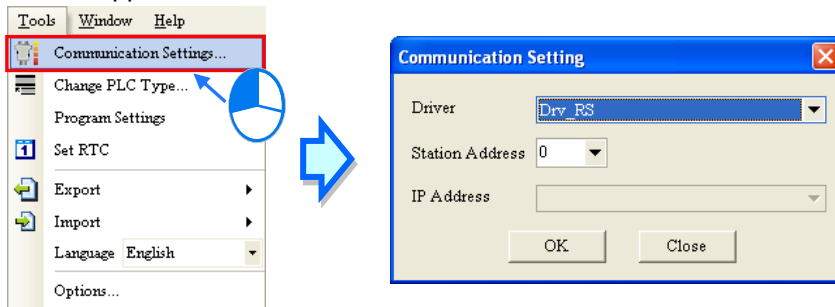 Tools Window Help
Communication Settings...
Change PLC Type...
Program Settings
1 Set RTC
Export
Import
Language English
Options...
Communication Setting
Driver Drv_RS
Station Address 0
IP Address
OK Close